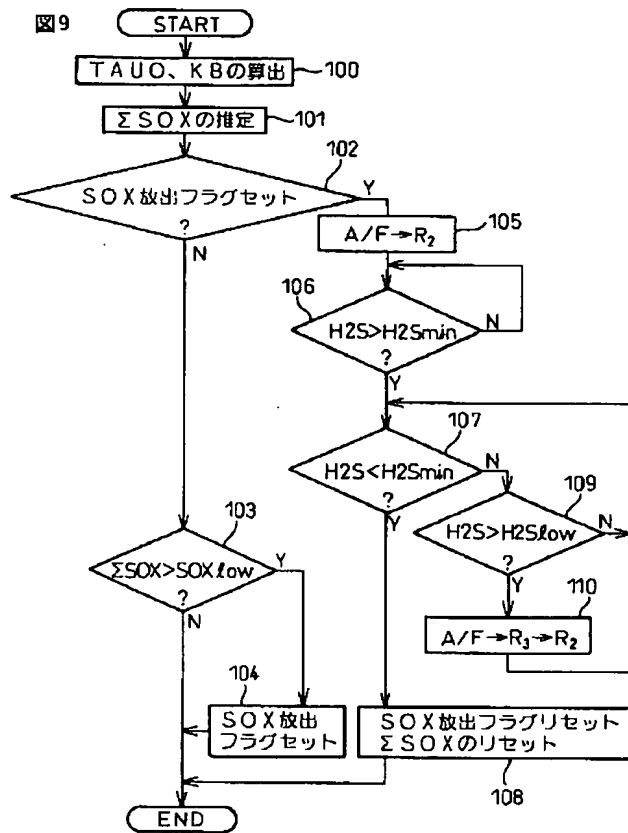 図9
START
TAUO、KBの算出
100
ΣSOXの推定
101
102
SOX放出フラグセット
?
Y
N
A/F→R₂
105
106
H2S>H2Smin
?
N
Y
107
H2S<H2Smin
?
N
Y
109
H2S>H2Slow
?
N
Y
110
A/F→R₃→R₂
103
ΣSOX>SOXlow
?
Y
N
104
SOX放出
フラグセット
SOX放出フラグリセット
ΣSOXのリセット
108
END